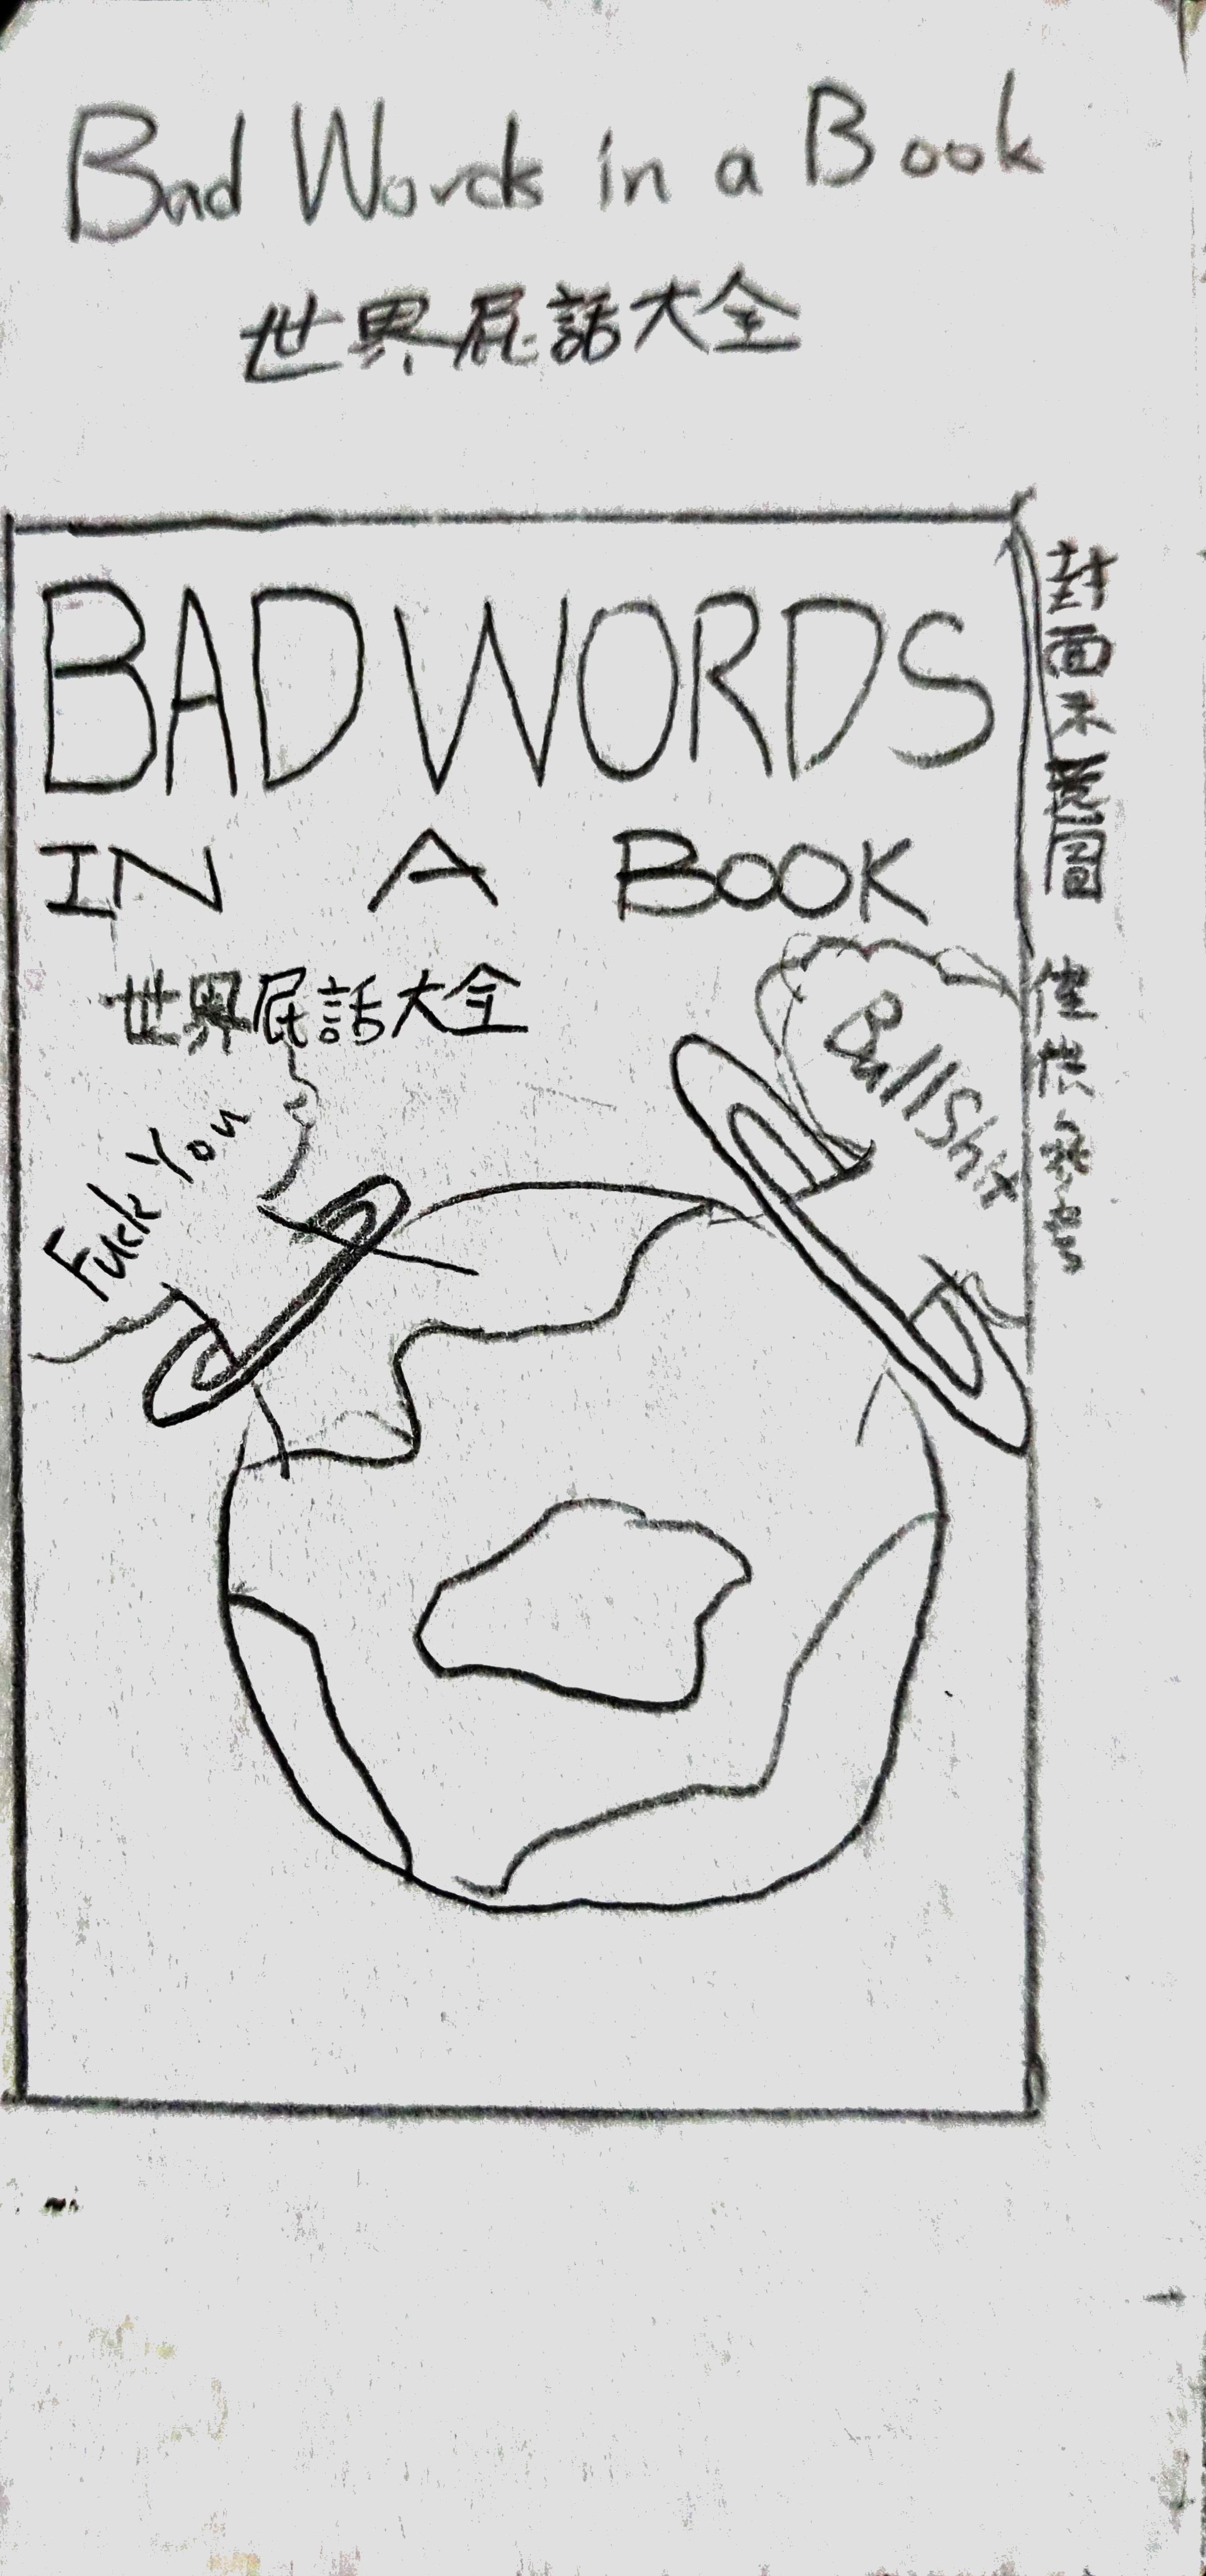 Bad Words in a Book
世界屁話大全
BAD WORDS
IN A BOOK
世界屁話大全
Fuck You
BullShit
封面示意圖
僅供參考